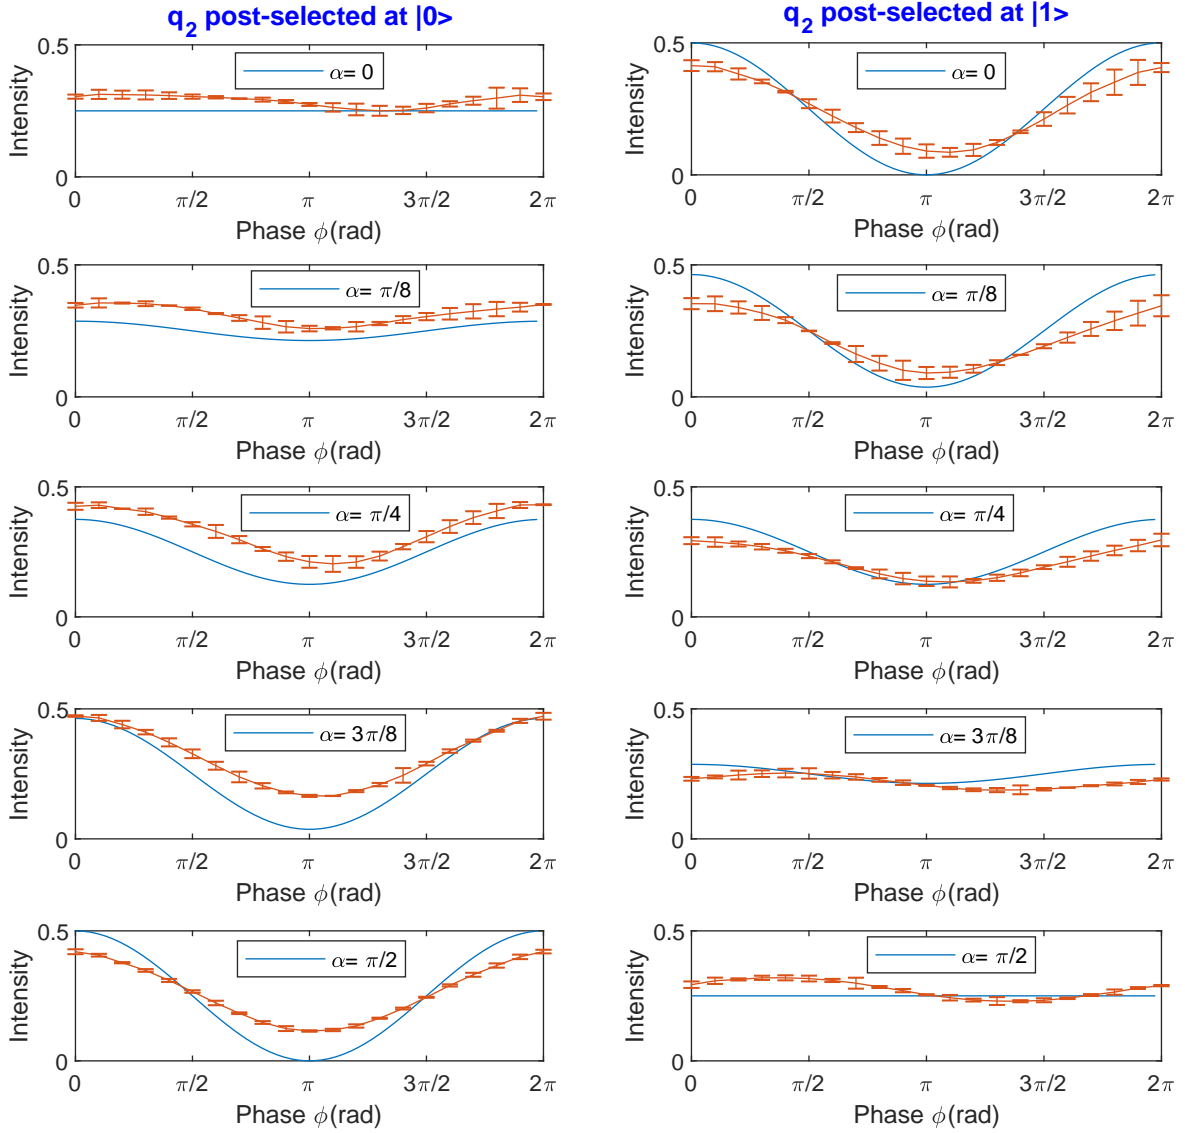 q2 post-selected at |0>
q2 post-selected at |1>
0.5
0
Intensity
α= 0
0 π/2 π 3π/2 2π
Phase ϕ(rad)
0.5
0
Intensity
α= 0
0 π/2 π 3π/2 2π
Phase ϕ(rad)
0.5
0
Intensity
α= π/8
0 π/2 π 3π/2 2π
Phase ϕ(rad)
0.5
0
Intensity
α= π/8
0 π/2 π 3π/2 2π
Phase ϕ(rad)
0.5
0
Intensity
α= π/4
0 π/2 π 3π/2 2π
Phase ϕ(rad)
0.5
0
Intensity
α= π/4
0 π/2 π 3π/2 2π
Phase ϕ(rad)
0.5
0
Intensity
α= 3π/8
0 π/2 π 3π/2 2π
Phase ϕ(rad)
0.5
0
Intensity
α= 3π/8
0 π/2 π 3π/2 2π
Phase ϕ(rad)
0.5
0
Intensity
α= π/2
0 π/2 π 3π/2 2π
Phase ϕ(rad)
0.5
0
Intensity
α= π/2
0 π/2 π 3π/2 2π
Phase ϕ(rad)